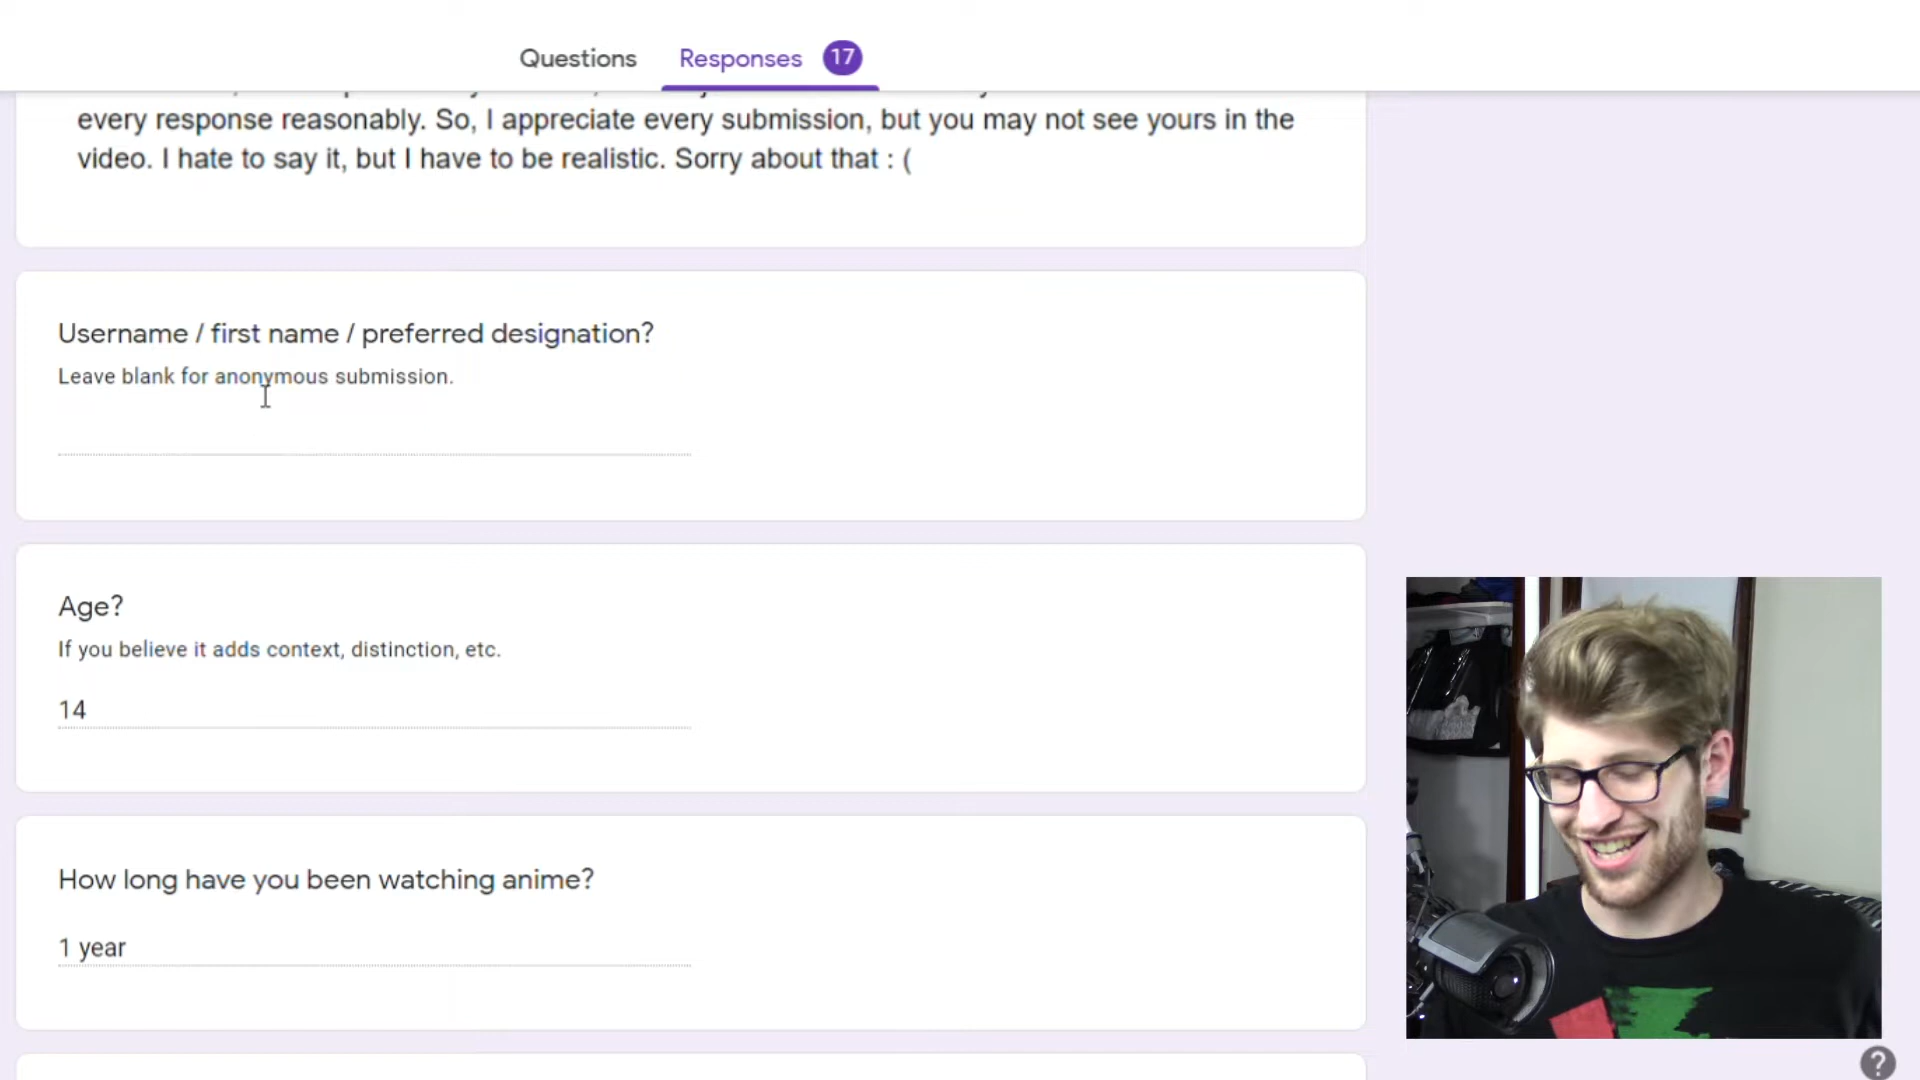 Questions
Responses 17
every response reasonably. So, I appreciate every submission, but you may not see yours in the
video. I hate to say it, but I have to be realistic. Sorry about that : (
Username / first name / preferred designation?
Leave blank for anonymous submission.
Age?
If you believe it adds context, distinction, etc.
14
How long have you been watching anime?
1 year
?